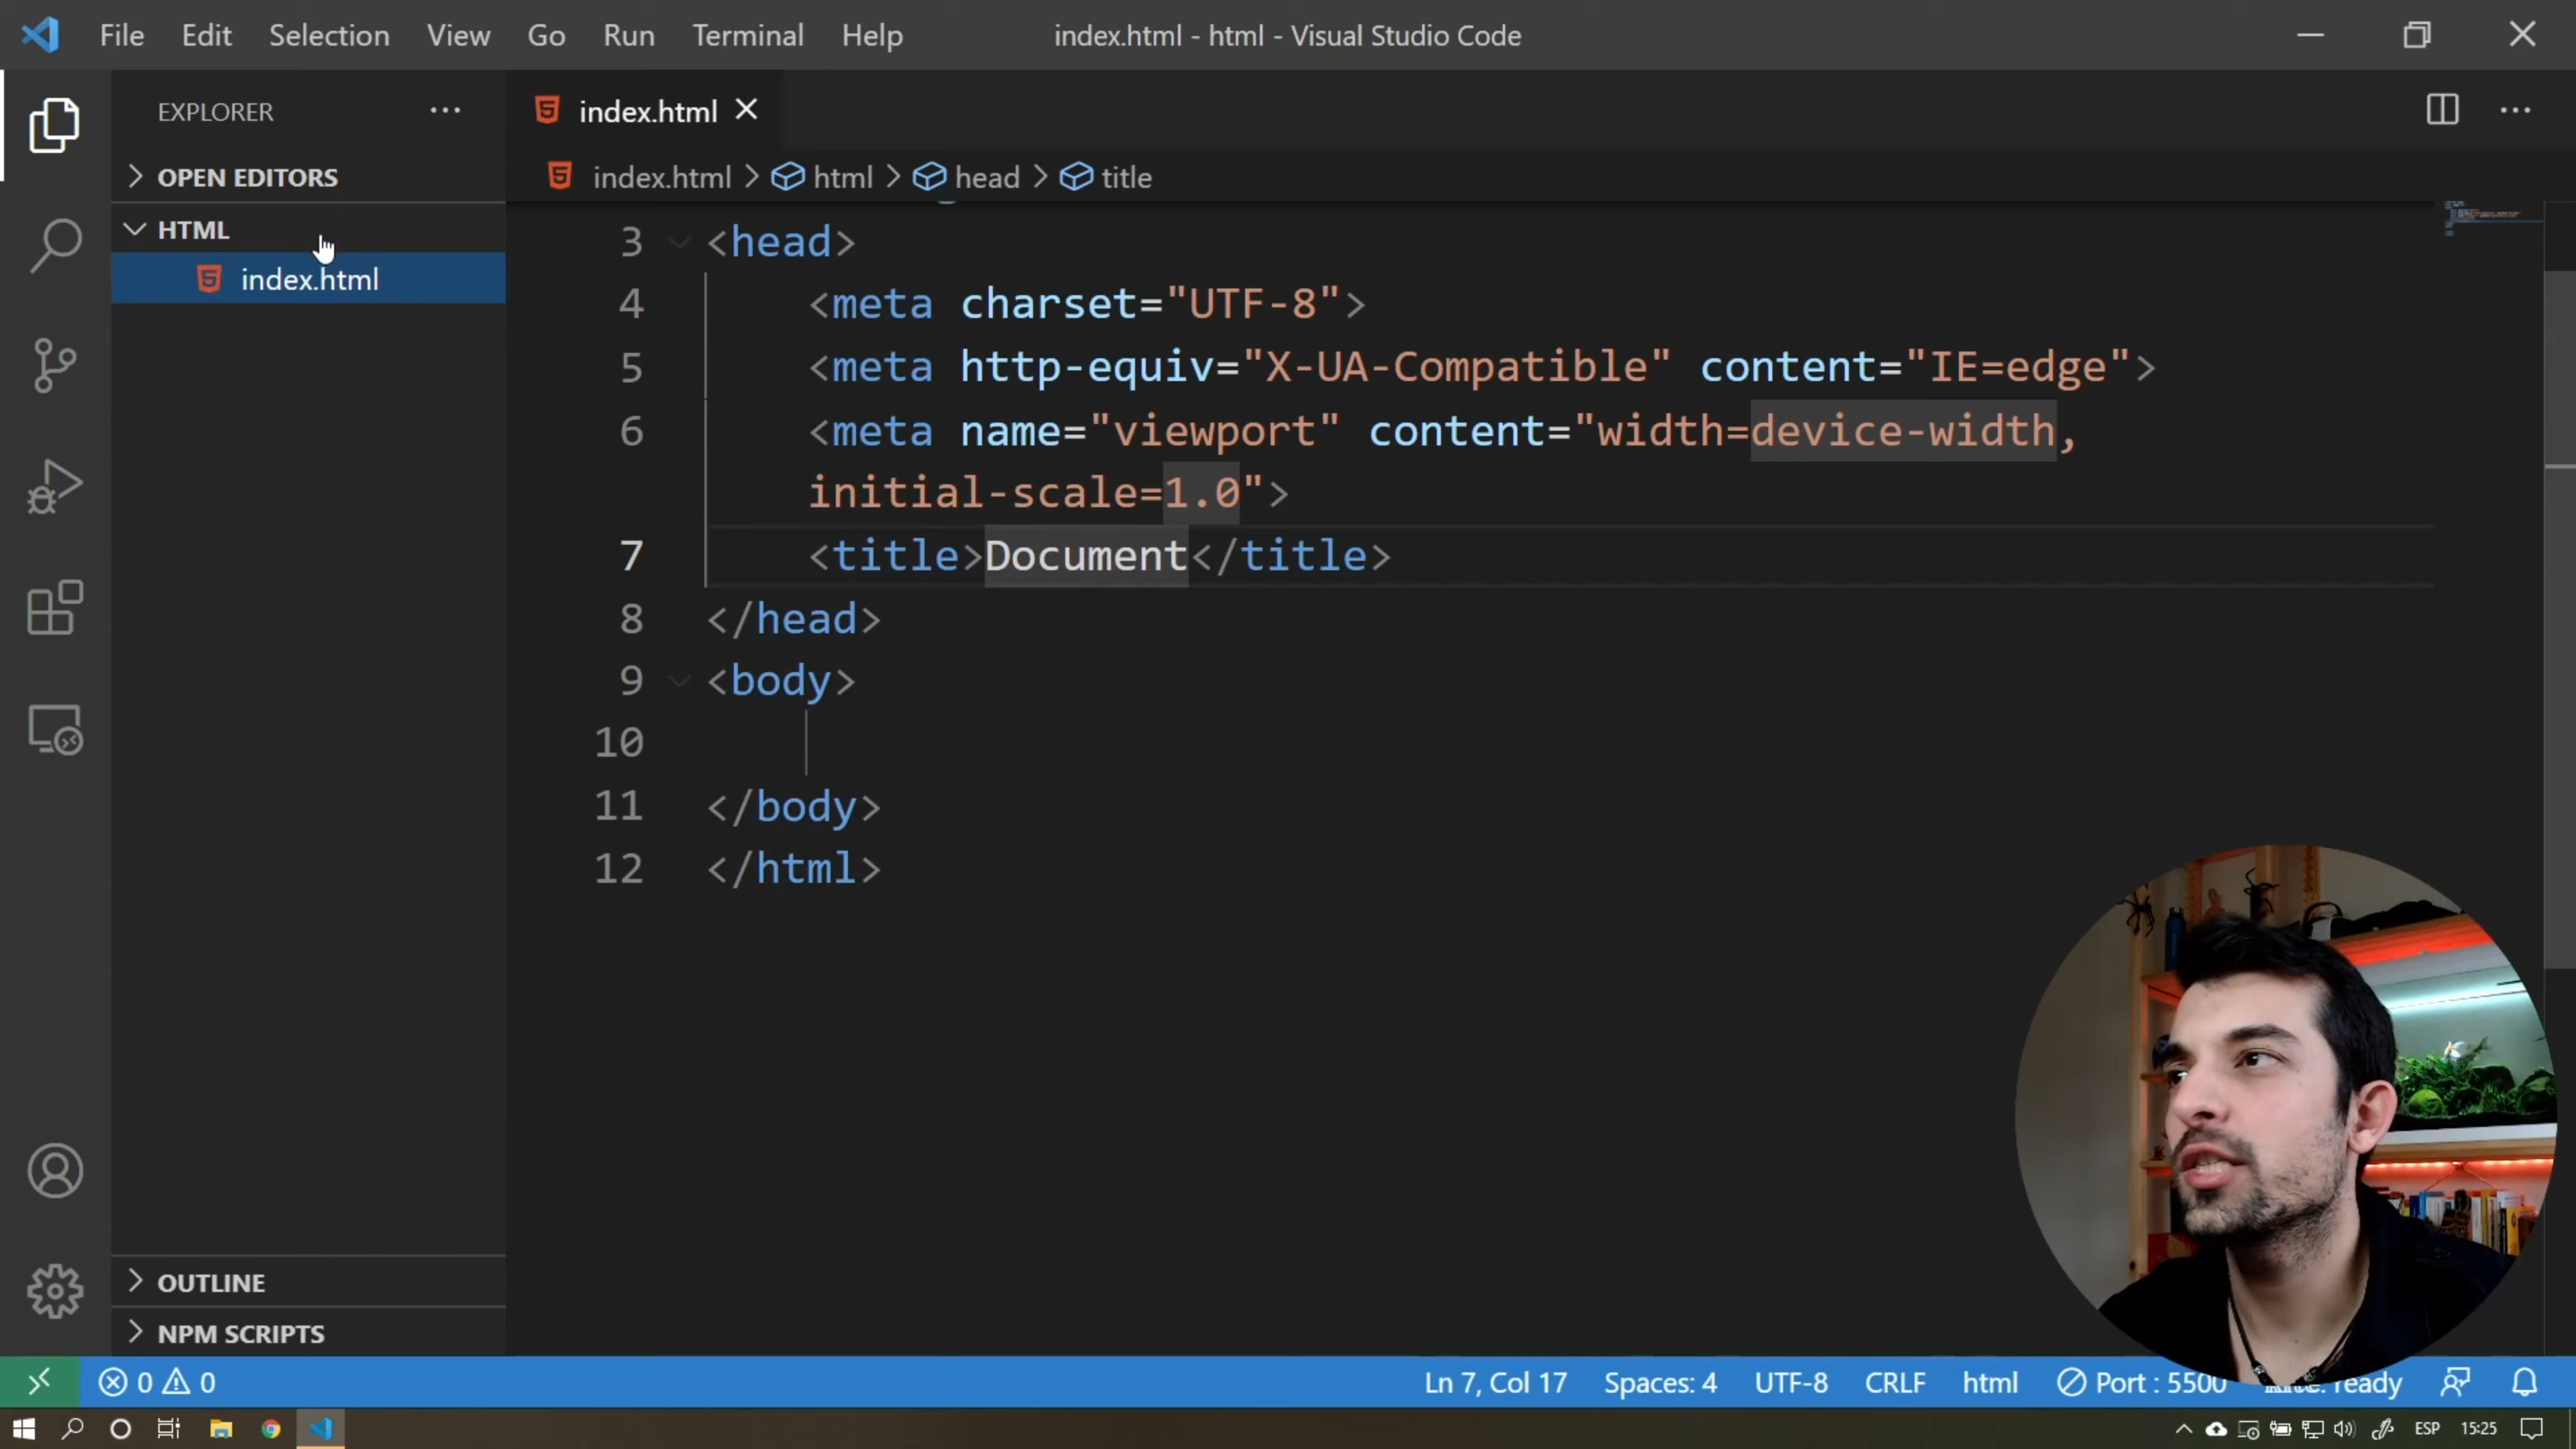 File Edit Selection View Go Run Terminal Help
index.html - html - Visual Studio Code
EXPLORER
OPEN EDITORS
HTML
index.html
OUTLINE
NPM SCRIPTS
index.html
index.html > html > head > title
3 <head>
4 <meta charset="UTF-8">
5 <meta http-equiv="X-UA-Compatible" content="IE=edge">
6 <meta name="viewport" content="width=device-width,
initial-scale=1.0">
7 <title>Document</title>
8 </head>
9 <body>
10
11 </body>
12 </html>
0 0
Ln 7, Col 17 Spaces: 4 UTF-8 CRLF html Port : 5500 ready
ESP 15:25